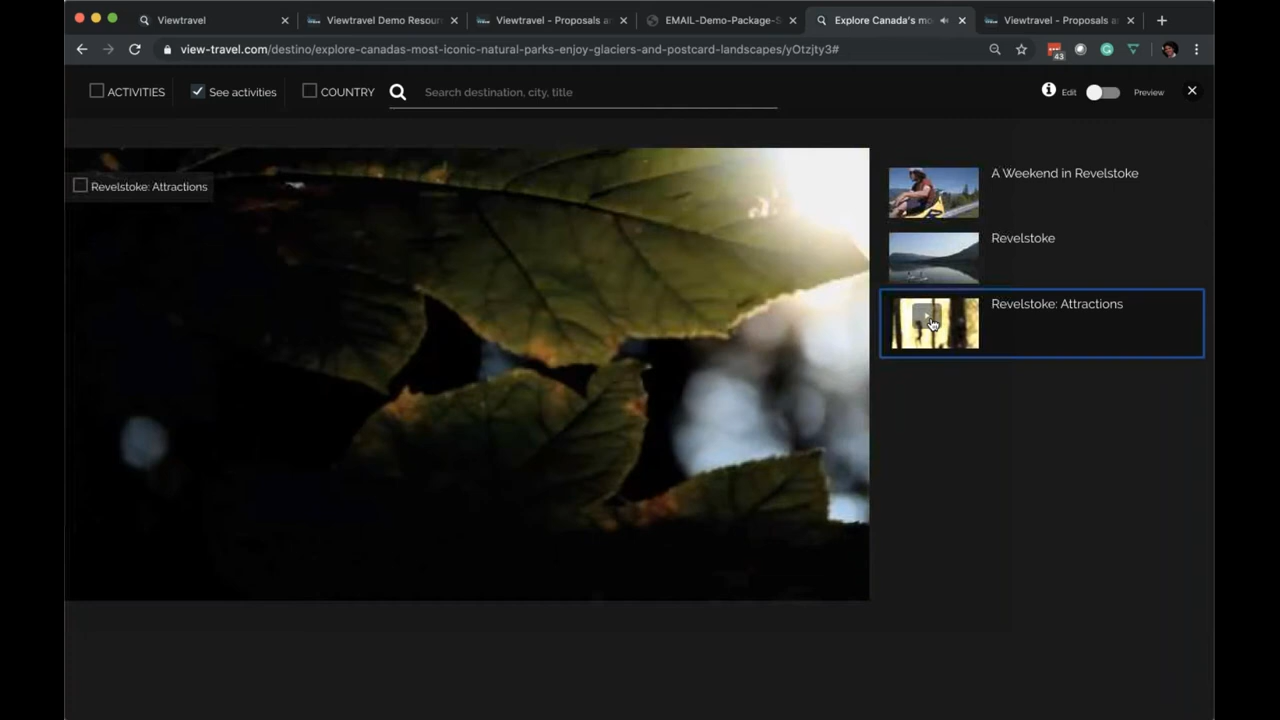 Viewtravel
Viewtravel Demo Resour
Viewtravel - Proposals a
EMAIL-Demo-Package-S
Explore Canada's mo
Viewtravel - Proposals a
view-travel.com/destino/explore-canadas-most-iconic-natural-parks-enjoy-glaciers-and-postcard-landscapes/yOtzjty3#
43
ACTIVITIES
See activities
COUNTRY
Search destination, city, title
Edit
Preview
Revelstoke: Attractions
A Weekend in Revelstoke
Revelstoke
Revelstoke: Attractions